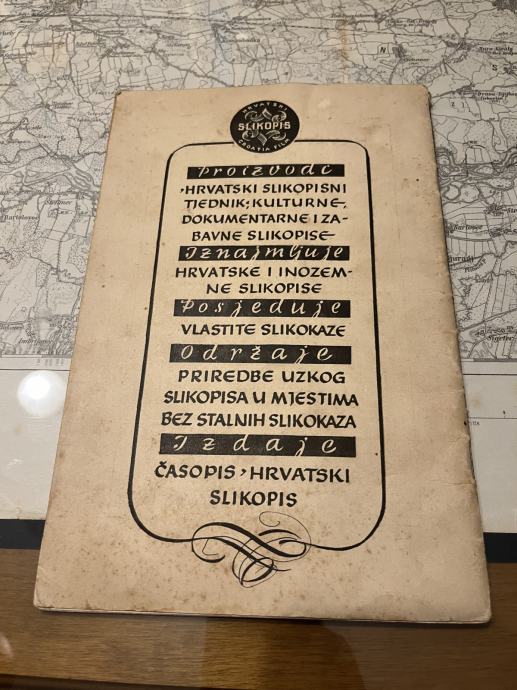 HRVATSKI
SLIKOPIS
CROATIA FILM
Proizvode
›HRVATSKI SLIKOPISNI
TJEDNIK‹, KULTURNE,
DOKUMENTARNE I ZA-
BAVNE SLIKOPISE
Iznajmljuje
HRVATSKE I INOZEM-
NE SLIKOPISE
Posjeduje
VLASTITE SLIKOKAZE
Održaje
PRIREDBE UZKOG
SLIKOPISA U MJESTIMA
BEZ STALNIH SLIKOKAZA
Izdaje
ČASOPIS ›HRVATSKI
SLIKOPIS